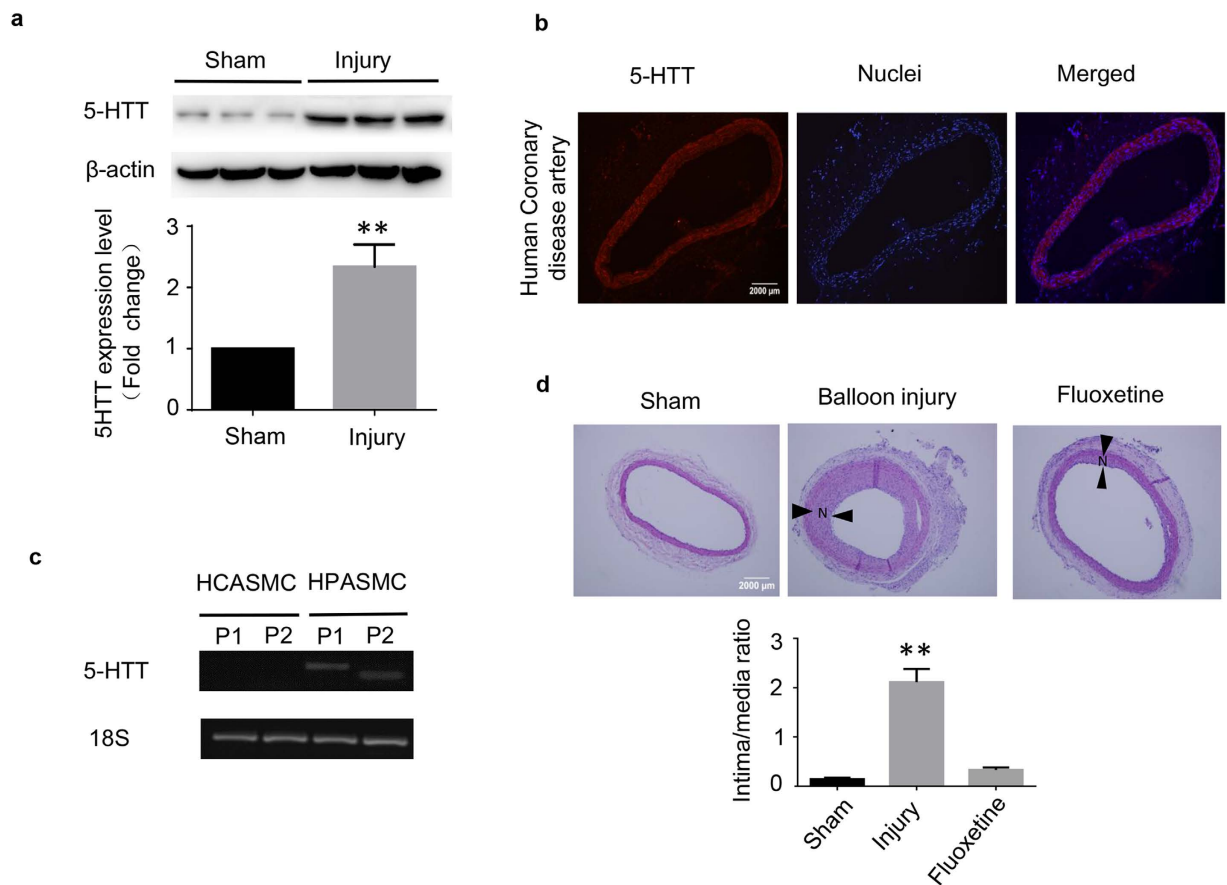 a
Sham Injury
5-HTT
β-actin
5HTT expression level
（Fold change）
3
2
1
0
**
Sham Injury
b
5-HTT Nuclei Merged
Human Coronary
disease artery
2000 µm
c
HCASMC HPASMC
P1 P2 P1 P2
5-HTT
18S
d
Sham Balloon injury Fluoxetine
N
N
2000 µm
Intima/media ratio
3
2
1
0
**
Sham
Injury
Fluoxetine